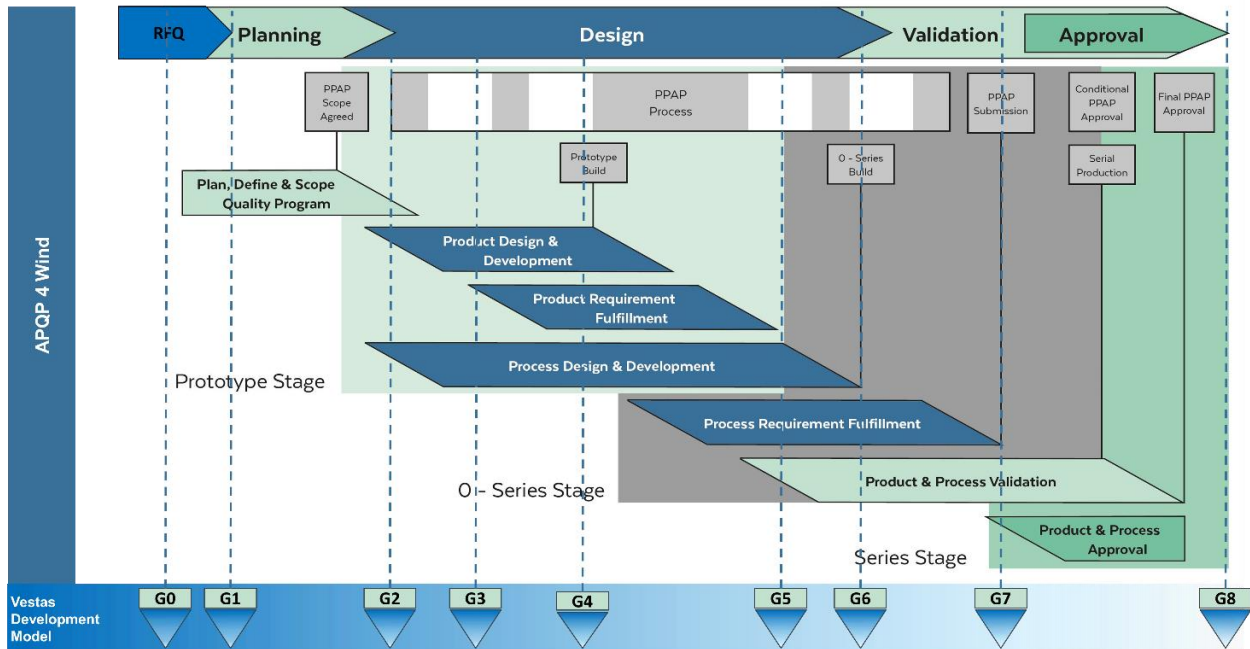 RFQ
Planning
Design
Validation
Approval
PPAP
Scope
Agreed
PPAP
Process
PPAP
Submission
Conditional
PPAP
Approval
Final PPAP
Approval
Prototype
Build
0 - Series
Build
Serial
Production
Plan, Define & Scope
Quality Program
Product Design &
Development
Product Requirement
Fulfillment
Process Design & Development
Prototype Stage
Process Requirement Fulfillment
Product & Process Validation
0 - Series Stage
Product & Process
Approval
Series Stage
APQP 4 Wind
Vestas
Development
Model
G0
G1
G2
G3
G4
G5
G6
G7
G8